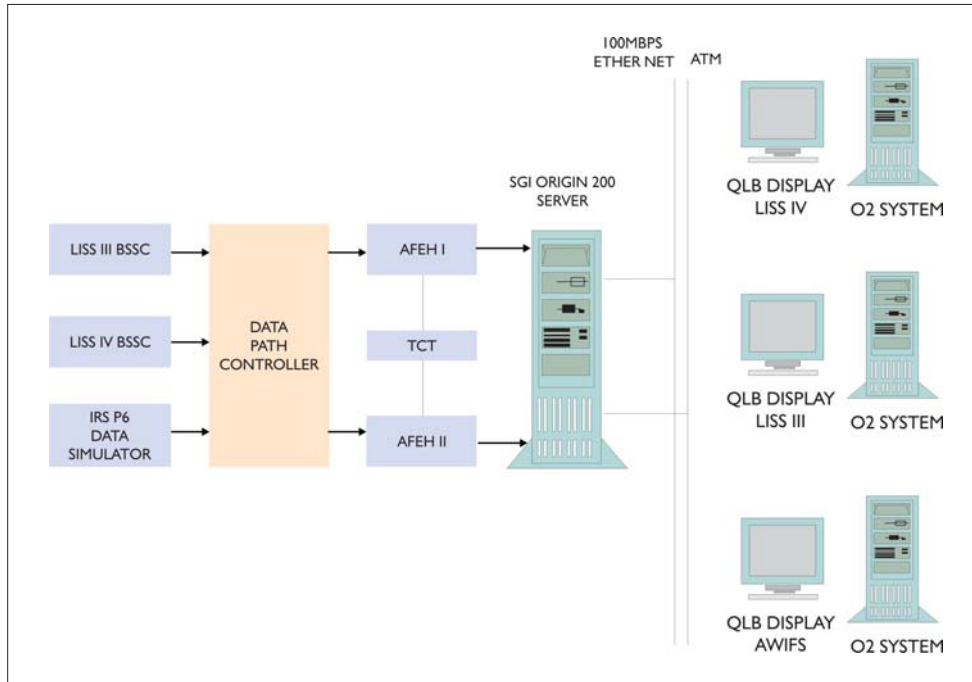 100MBPS
ETHER NET
ATM
SGI ORIGIN 200
SERVER
QLB DISPLAY
LISS IV
O2 SYSTEM
LISS III BSSC
LISS IV BSSC
IRS P6
DATA
SIMULATOR
DATA
PATH
CONTROLLER
AFEH I
TCT
AFEH II
QLB DISPLAY
LISS III
O2 SYSTEM
QLB DISPLAY
AWIFS
O2 SYSTEM